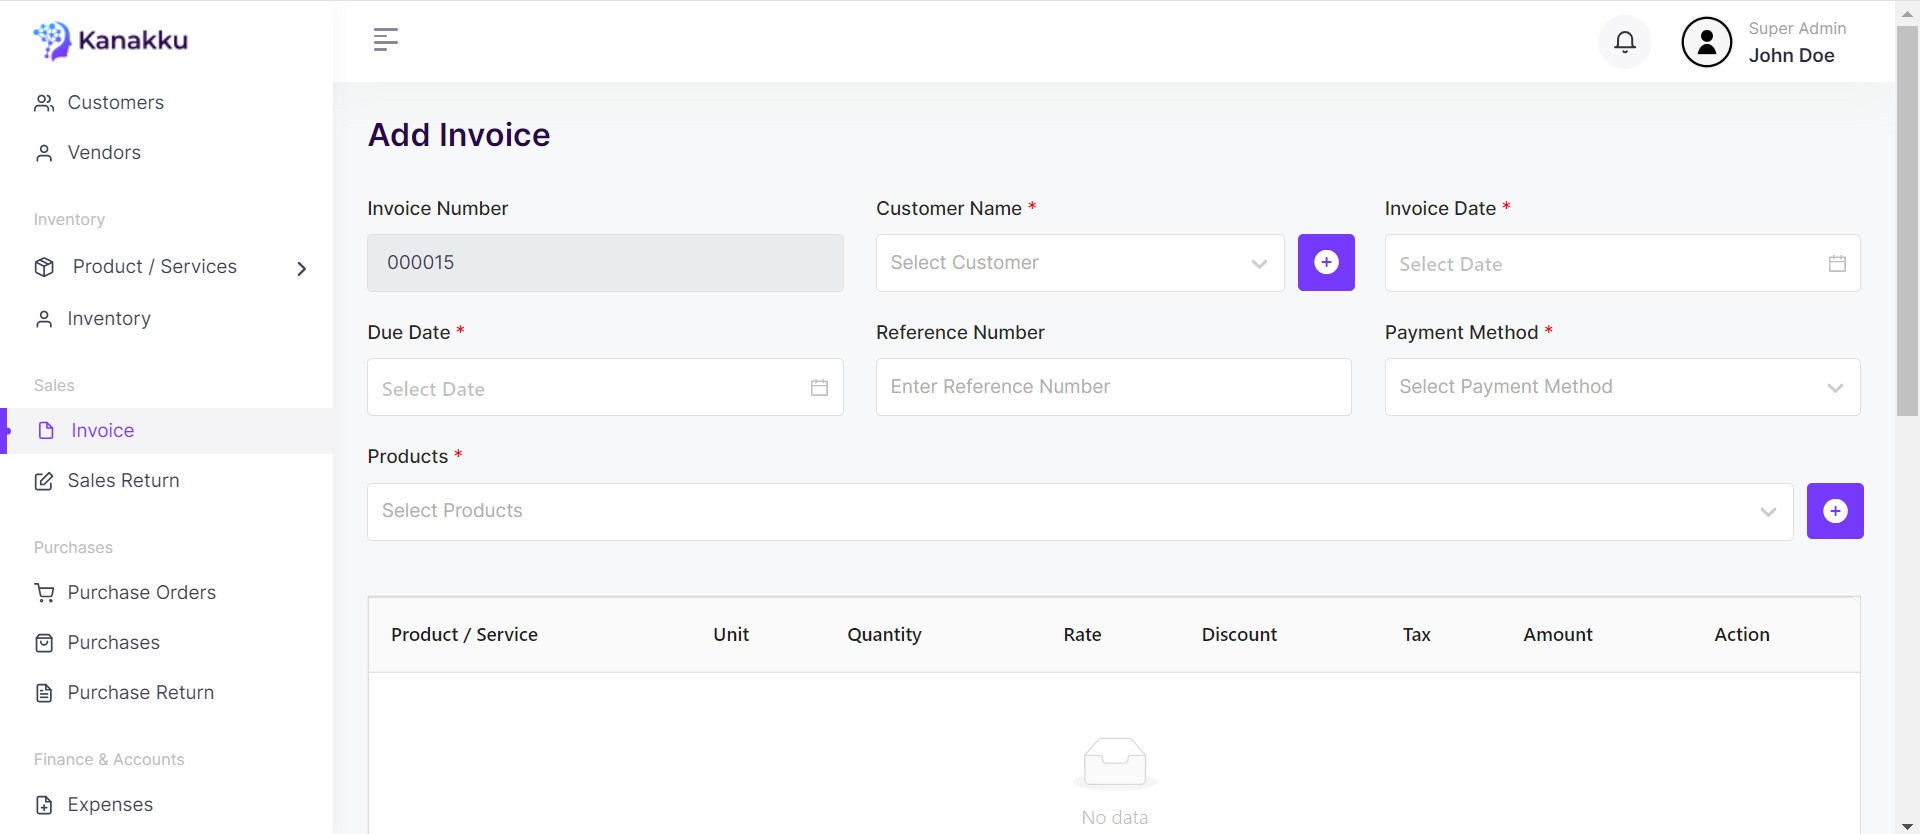 Kanakku
Customers
Vendors
Inventory
Product / Services
Inventory
Sales
Invoice
Sales Return
Purchases
Purchase Orders
Purchases
Purchase Return
Finance & Accounts
Expenses
Super Admin
John Doe
Add Invoice
Invoice Number
000015
Customer Name *
Select Customer
Invoice Date *
Select Date
Due Date *
Select Date
Reference Number
Enter Reference Number
Payment Method *
Select Payment Method
Products *
Select Products
Product / Service Unit Quantity Rate Discount Tax Amount Action
No data